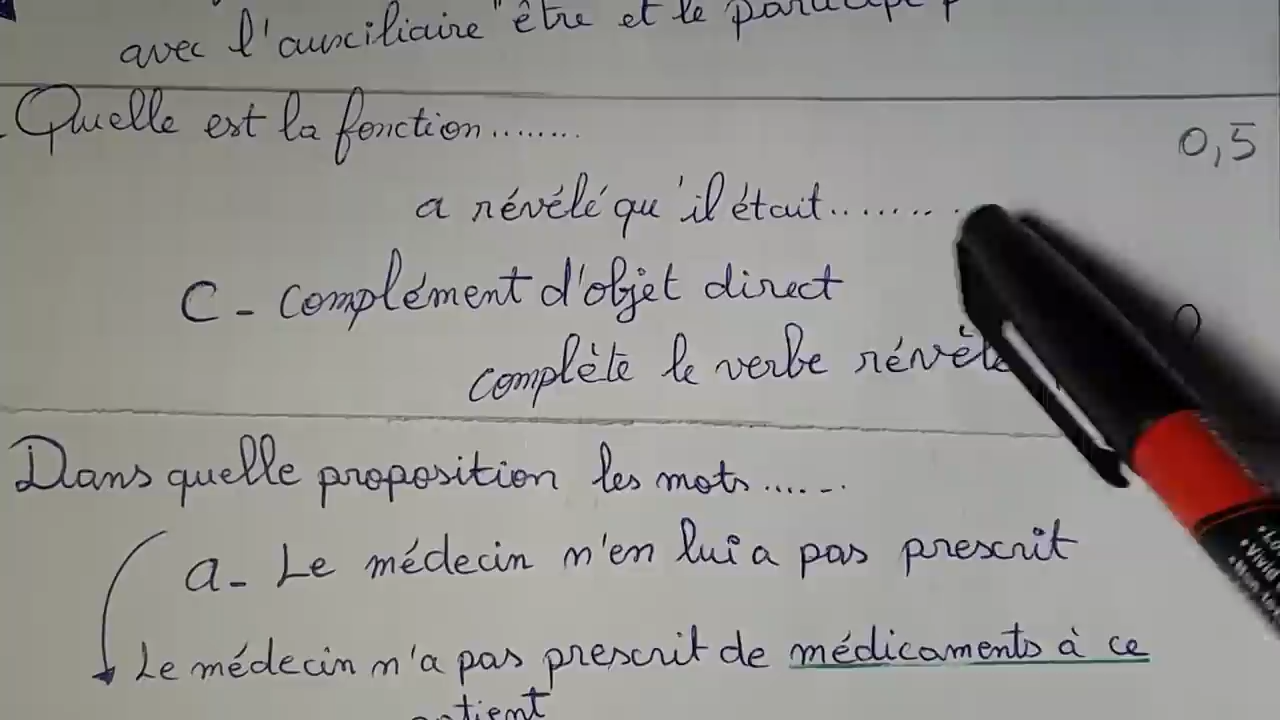 avec l'auxiliaire "être et le
Quelle est la fonction........ 0,5
a révélé qu'il était........
C - complément d'objet direct
complète le verbe
Dans quelle proposition les mots......
a - Le médecin n'en lui a pas prescrit
Le médecin n'a pas prescrit de médicaments à ce